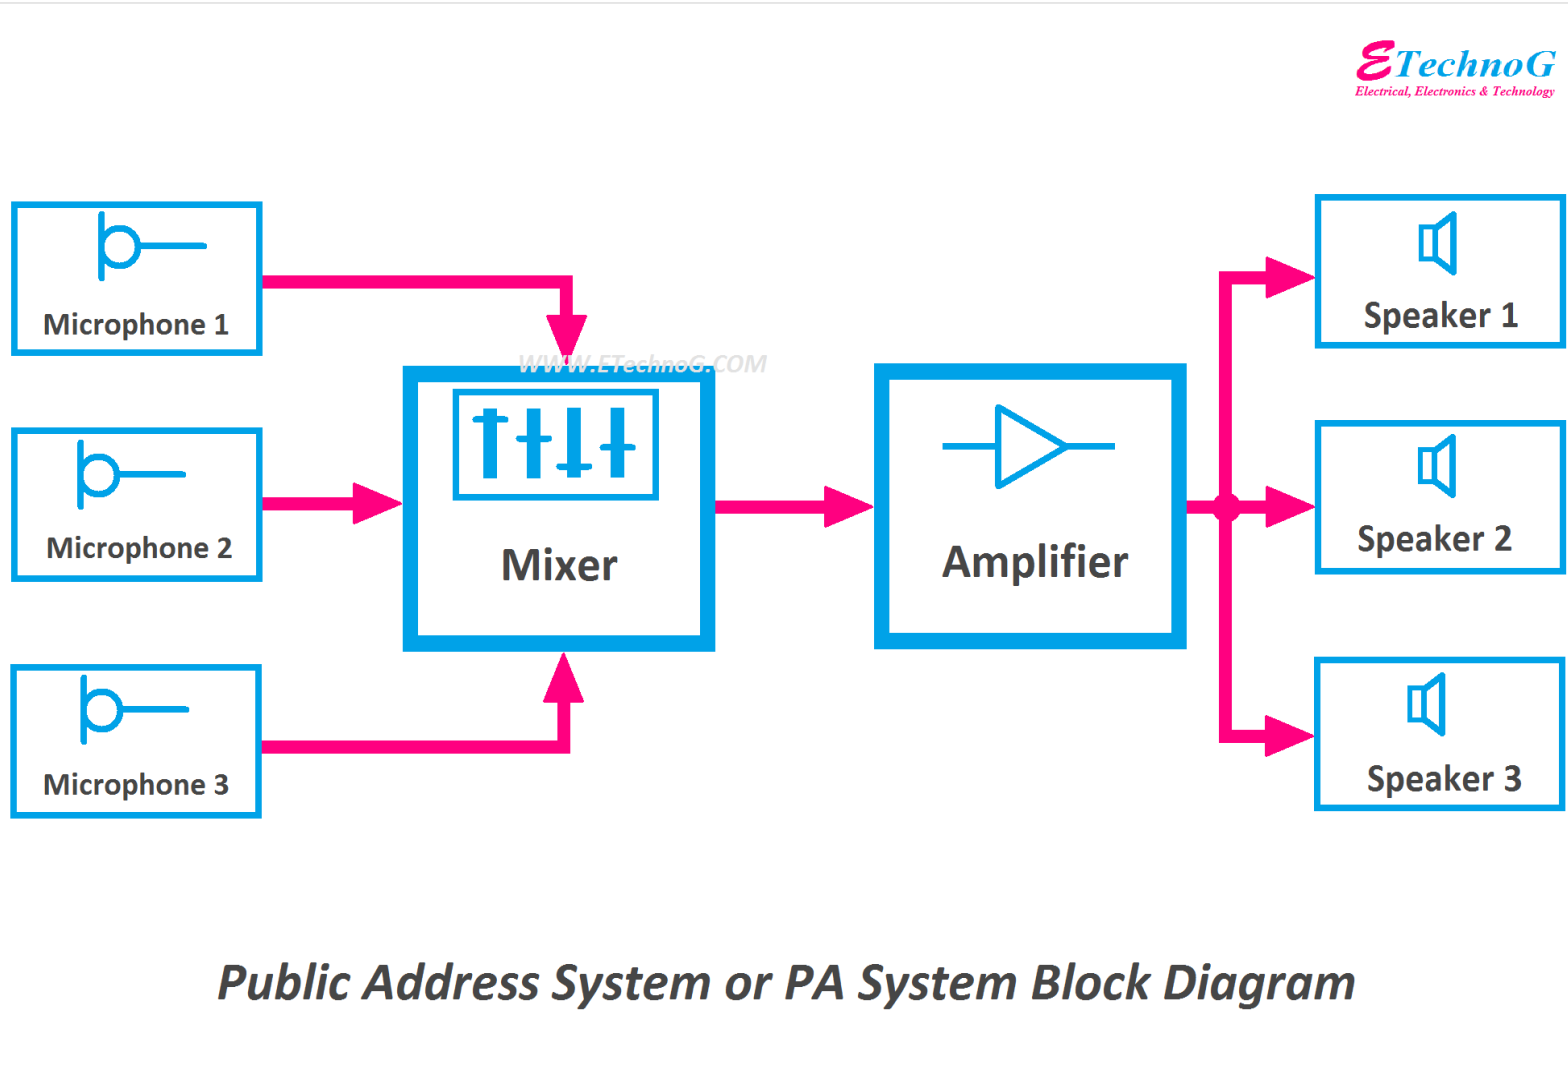 ETechnoG
Electrical, Electronics & Technology
Microphone 1
Speaker 1
WWW.ETechnoG.COM
Microphone 2
Mixer
Amplifier
Speaker 2
Microphone 3
Speaker 3
Public Address System or PA System Block Diagram